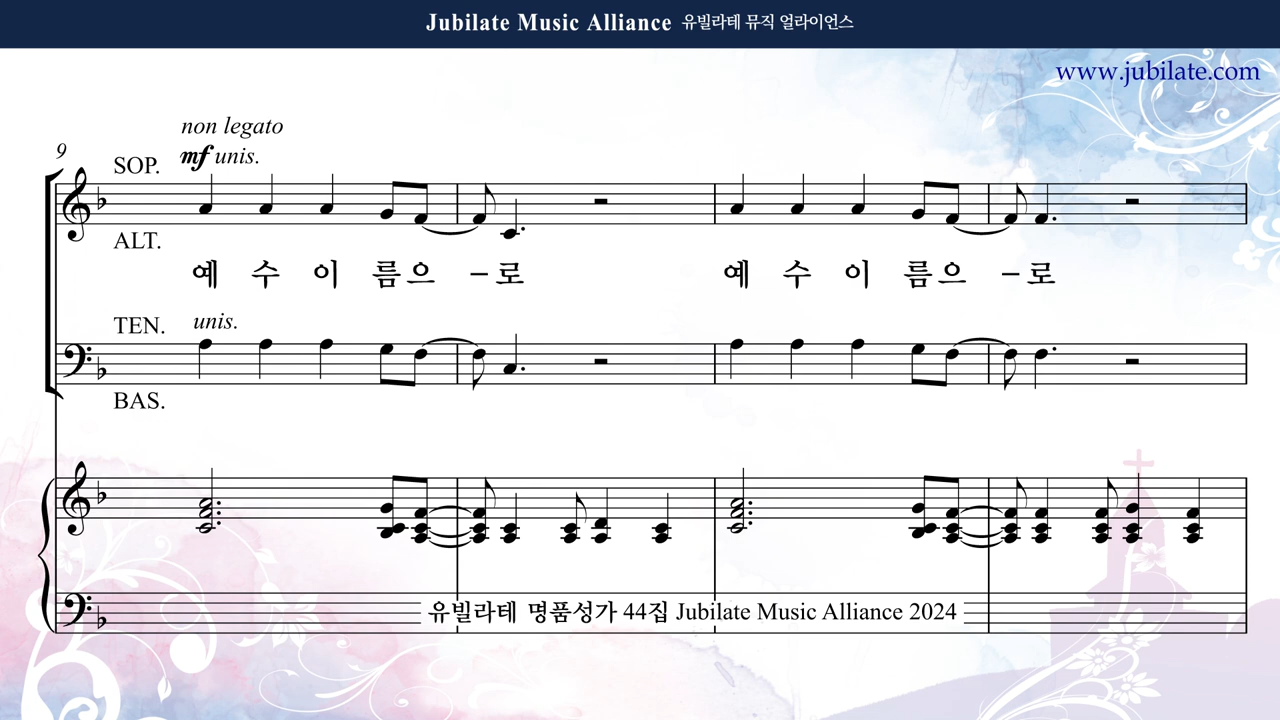 Jubilate Music Alliance 유빌라테 뮤직 얼라이언스
www.jubilate.com
non legato
9
SOP. mf unis.
ALT.
예 수 이 름으 –로 예 수 이 름으 –로
TEN. unis.
BAS.
유빌라테 명품성가 44집 Jubilate Music Alliance 2024